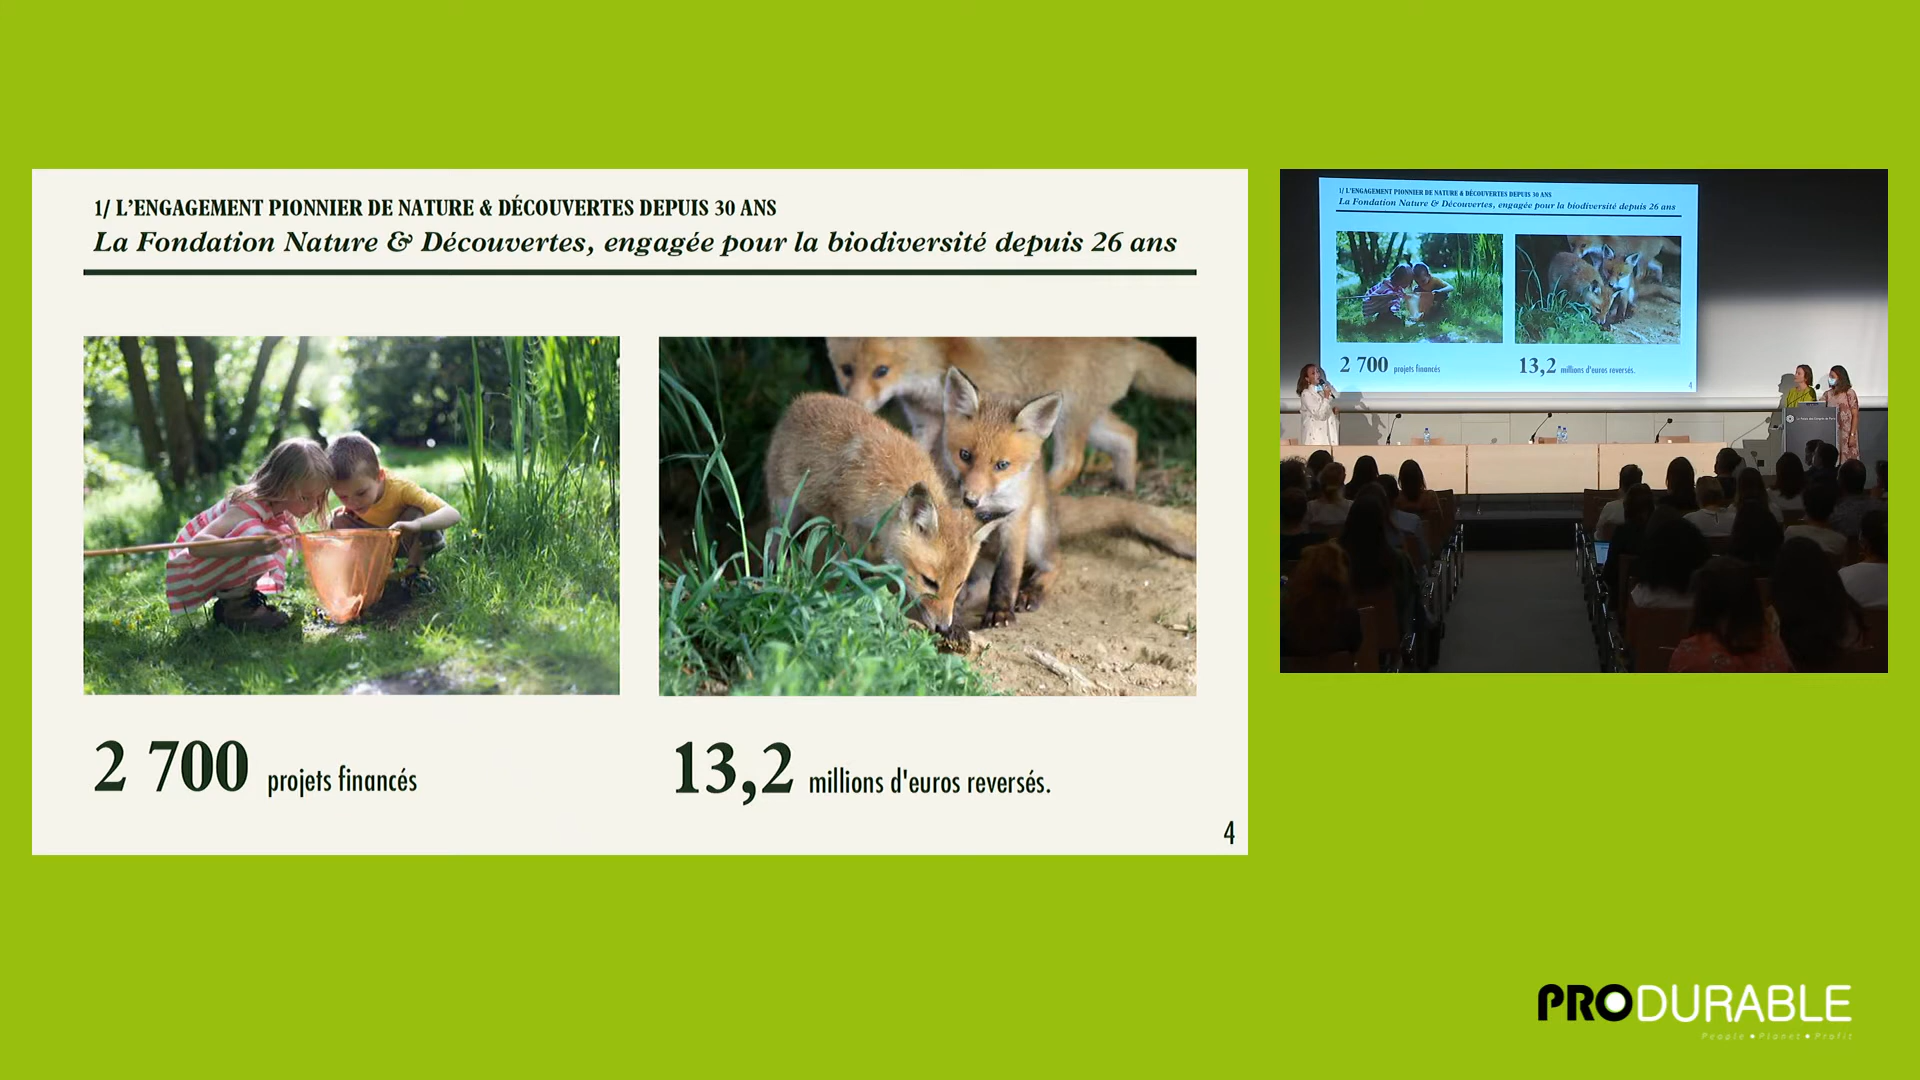 1/ L'ENGAGEMENT PIONNIER DE NATURE & DÉCOUVERTES DEPUIS 30 ANS
La Fondation Nature & Découvertes, engagée pour la biodiversité depuis 26 ans
2 700 projets financés
13,2 millions d'euros reversés.
4
1/ L'ENGAGEMENT PIONNIER DE NATURE & DÉCOUVERTES DEPUIS 30 ANS
La Fondation Nature & Découvertes, engagée pour la biodiversité depuis 26 ans
2 700 projets financés
13,2 millions d'euros reversés.
4
PRODURABLE
People • Planet • Profit